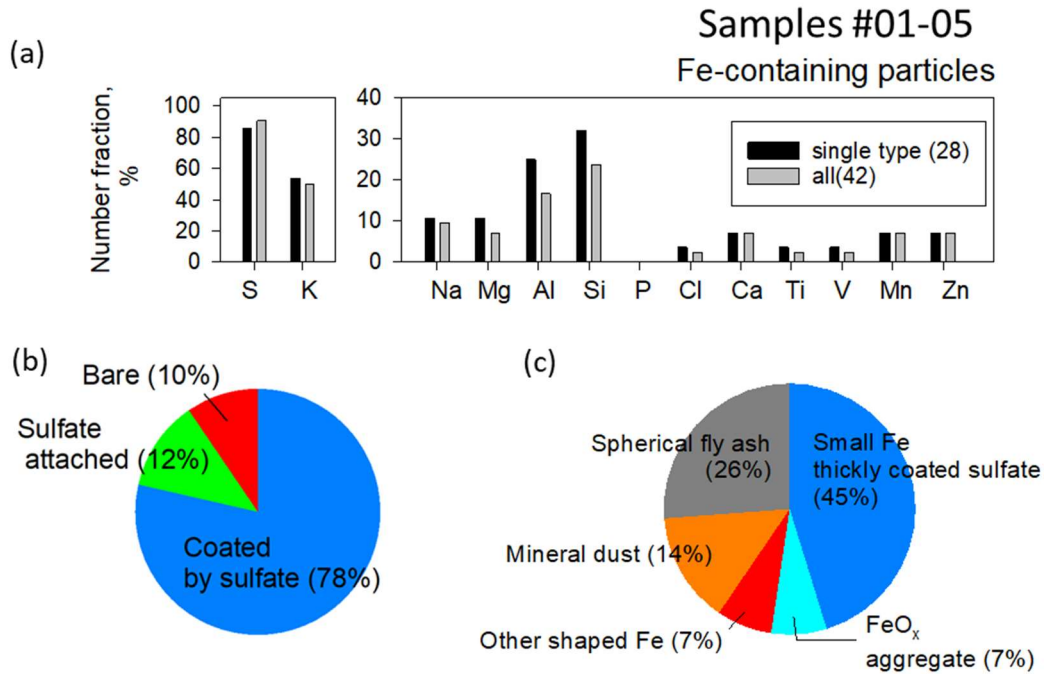 Samples #01-05
(a)
Fe-containing particles
Number fraction,
%
100
80
60
40
20
0
S K
40
30
20
10
0
single type (28)
all(42)
Na Mg Al Si P Cl Ca Ti V Mn Zn
(b)
Bare (10%)
Sulfate
attached (12%)
Coated
by sulfate (78%)
(c)
Spherical fly ash
(26%)
Small Fe
thickly coated sulfate
(45%)
Mineral dust (14%)
Other shaped Fe (7%)
FeOₓ
aggregate (7%)